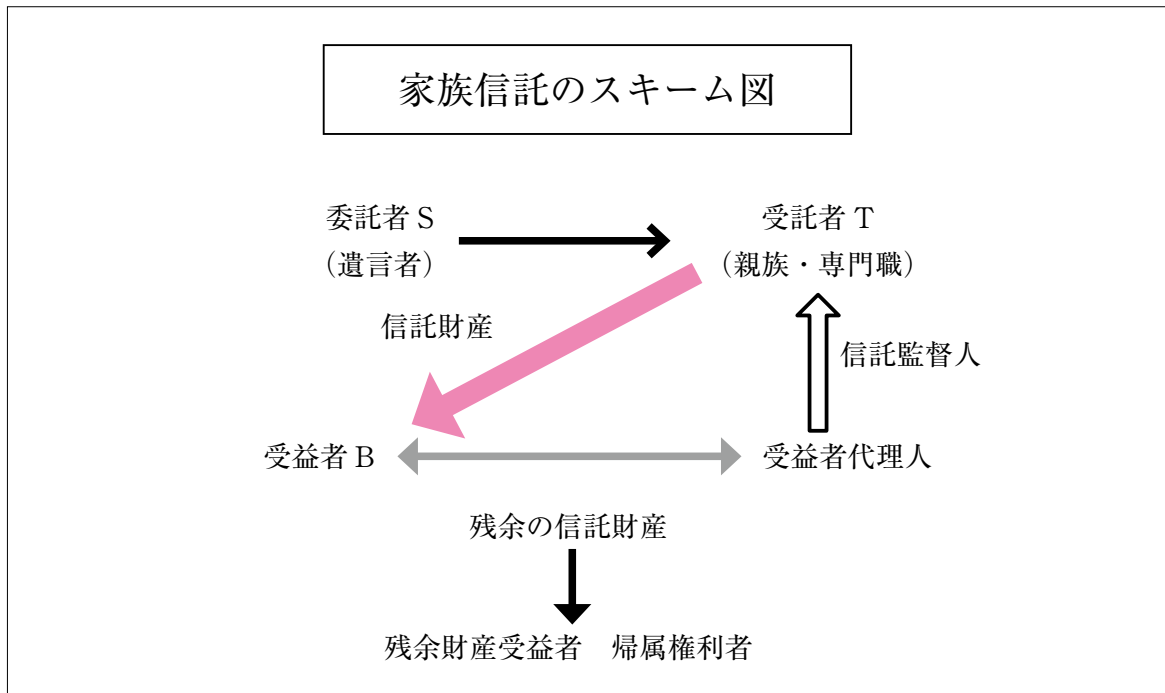 家族信託のスキーム図
委託者 S
（遺言者）
受託者 T
（親族・専門職）
信託財産
信託監督人
受益者 B
受益者代理人
残余の信託財産
残余財産受益者　帰属権利者